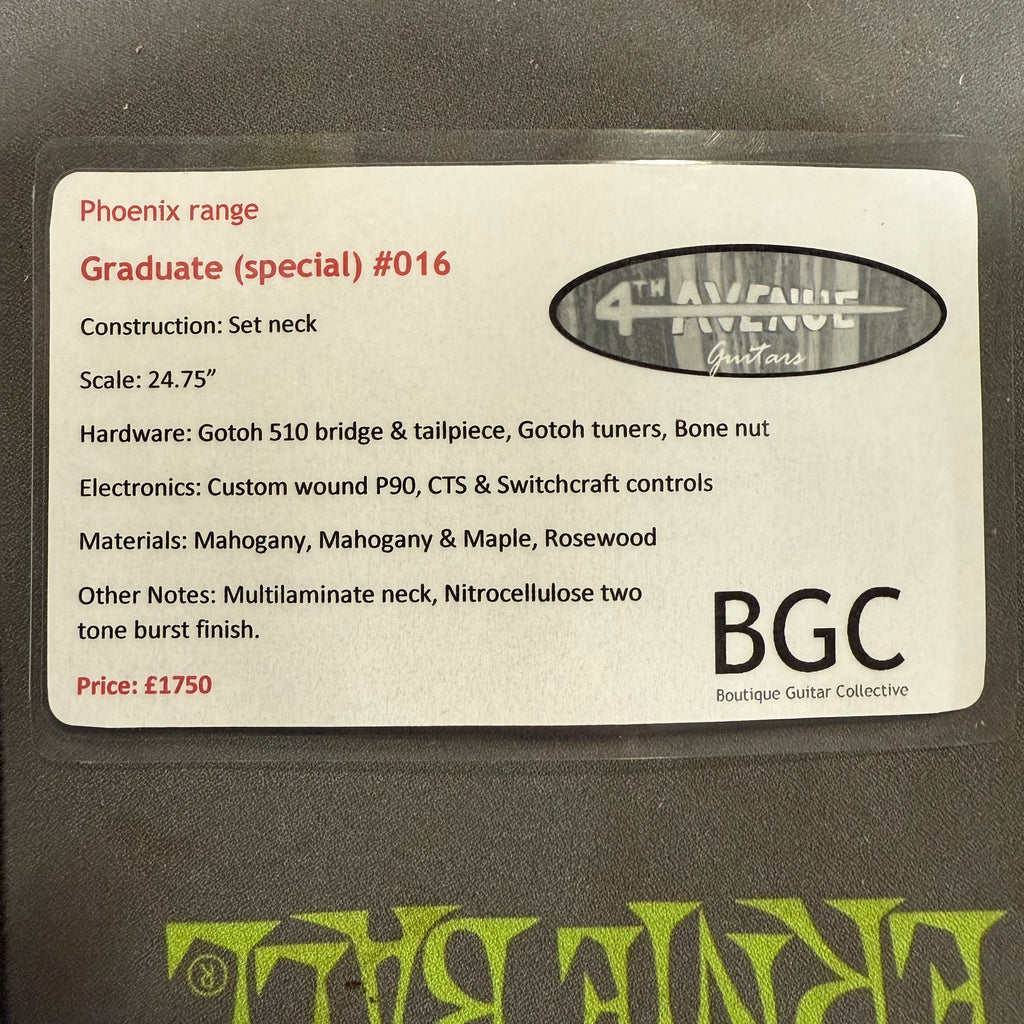 Phoenix range
Graduate (special) #016
4TH AVENUE
Guitars
Construction: Set neck
Scale: 24.75”
Hardware: Gotoh 510 bridge & tailpiece, Gotoh tuners, Bone nut
Electronics: Custom wound P90, CTS & Switchcraft controls
Materials: Mahogany, Mahogany & Maple, Rosewood
Other Notes: Multilaminate neck, Nitrocellulose two
tone burst finish.
Price: £1750
BGC
Boutique Guitar Collective
ERNIE BALL®